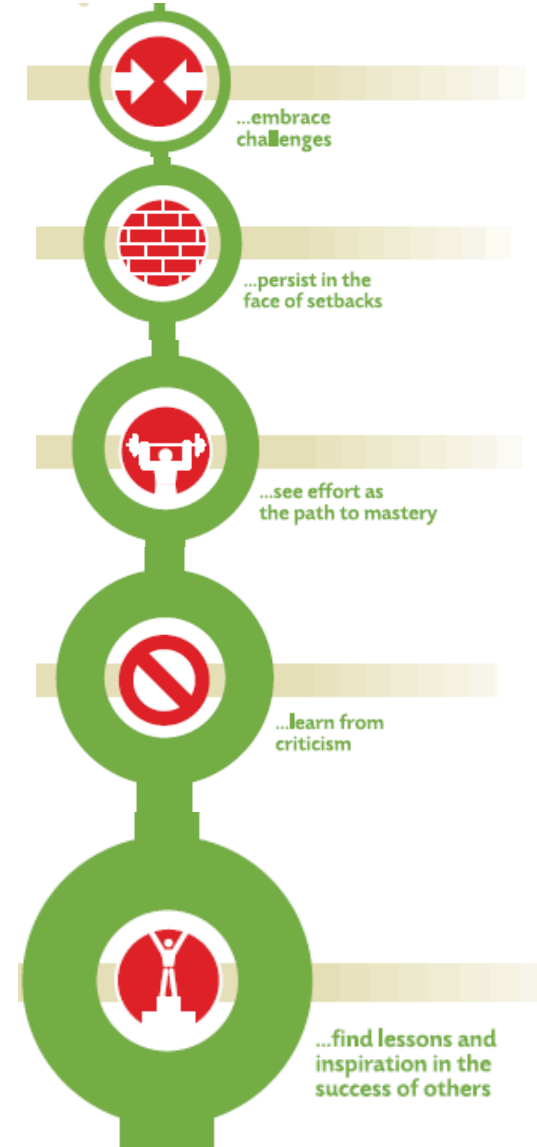 ...embrace
challenges
...persist in the
face of setbacks
...see effort as
the path to mastery
...learn from
criticism
...find lessons and
inspiration in the
success of others